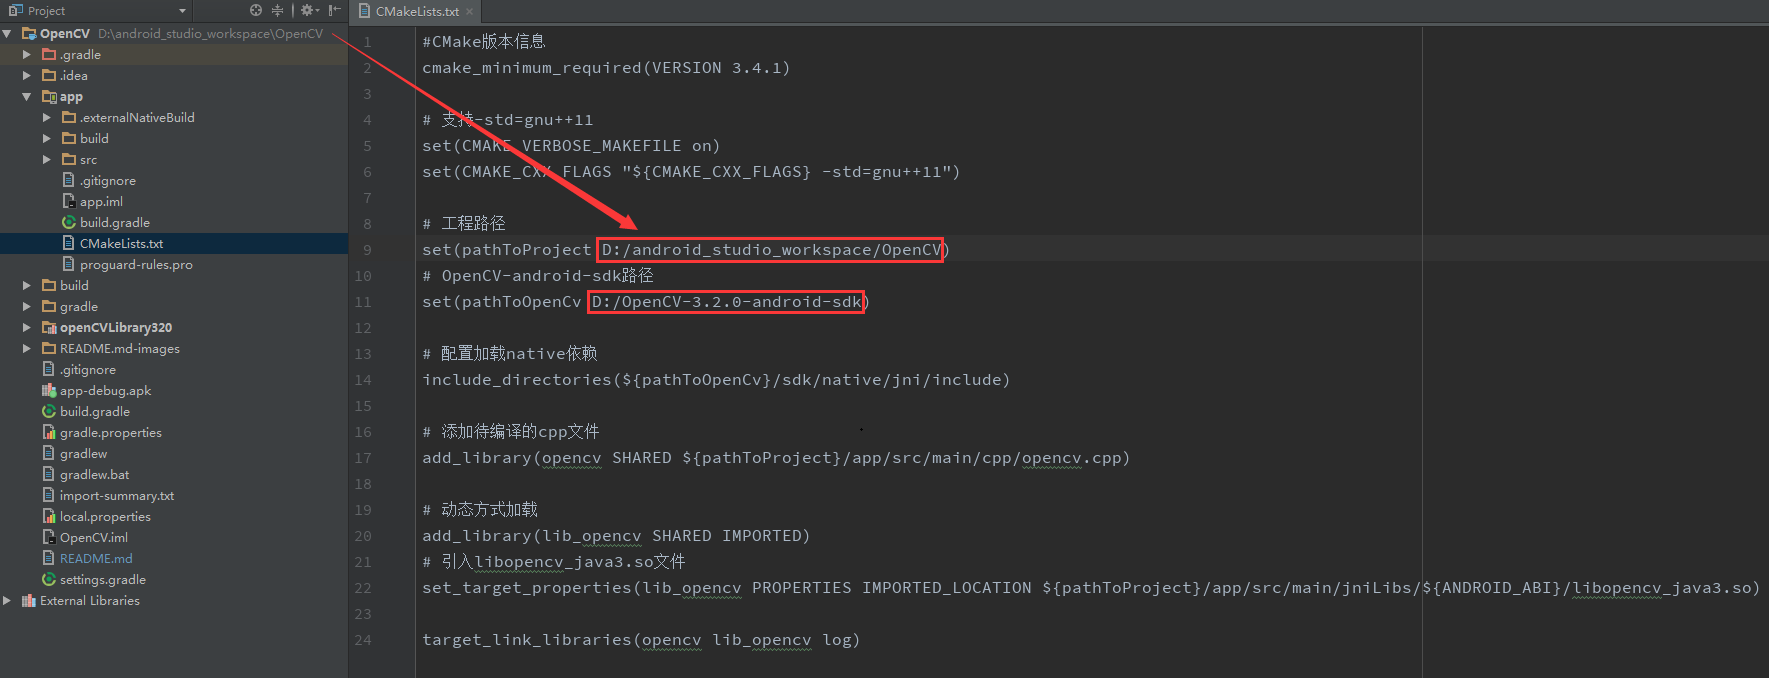 Project
OpenCV D:\android_studio_workspace\OpenCV
.gradle
.idea
app
.externalNativeBuild
build
src
.gitignore
app.iml
build.gradle
CMakeLists.txt
proguard-rules.pro
build
gradle
openCVLibrary320
README.md-images
.gitignore
app-debug.apk
build.gradle
gradle.properties
gradlew
gradlew.bat
import-summary.txt
local.properties
OpenCV.iml
README.md
settings.gradle
External Libraries
CMakeLists.txt ×
1 #CMake版本信息
2 cmake_minimum_required(VERSION 3.4.1)
3
4 # 支持-std=gnu++11
5 set(CMAKE_VERBOSE_MAKEFILE on)
6 set(CMAKE_CXX_FLAGS "${CMAKE_CXX_FLAGS} -std=gnu++11")
7
8 # 工程路径
9 set(pathToProject D:/android_studio_workspace/OpenCV)
10 # OpenCV-android-sdk路径
11 set(pathToOpenCv D:/OpenCV-3.2.0-android-sdk)
12
13 # 配置加载native依赖
14 include_directories(${pathToOpenCv}/sdk/native/jni/include)
15
16 # 添加待编译的cpp文件
17 add_library(opencv SHARED ${pathToProject}/app/src/main/cpp/opencv.cpp)
18
19 # 动态方式加载
20 add_library(lib_opencv SHARED IMPORTED)
21 # 引入libopencv_java3.so文件
22 set_target_properties(lib_opencv PROPERTIES IMPORTED_LOCATION ${pathToProject}/app/src/main/jniLibs/${ANDROID_ABI}/libopencv_java3.so)
23
24 target_link_libraries(opencv lib_opencv log)